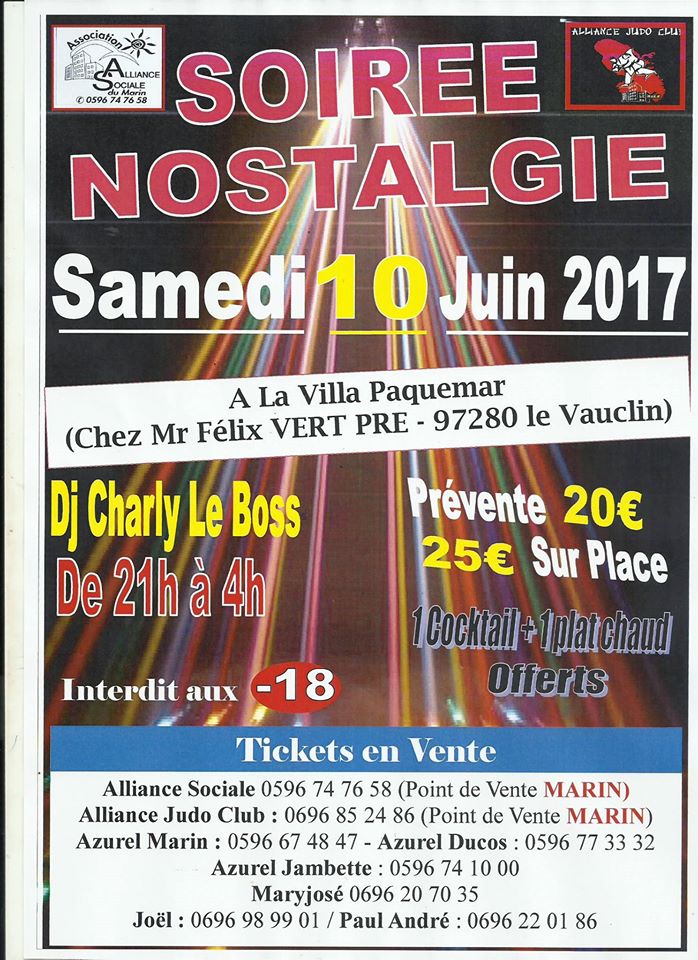 Association
ALLIANCE
SOCIALE
du Marin
✆ 0596 74 76 58
ALLIANCE JUDO CLUB
SOIREE
NOSTALGIE
Samedi 10 Juin 2017
A La Villa Paquemar
(Chez Mr Félix VERT PRE - 97280 le Vauclin)
Dj Charly Le Boss
De 21h à 4h
Prévente 20€
25€ Sur Place
1 Cocktail + 1 plat chaud
Offerts
Interdit aux -18
Tickets en Vente
Alliance Sociale 0596 74 76 58 (Point de Vente MARIN)
Alliance Judo Club : 0696 85 24 86 (Point de Vente MARIN)
Azurel Marin : 0596 67 48 47 - Azurel Ducos : 0596 77 33 32
Azurel Jambette : 0596 74 10 00
Maryjosé 0696 20 70 35
Joël : 0696 98 99 01 / Paul André : 0696 22 01 86